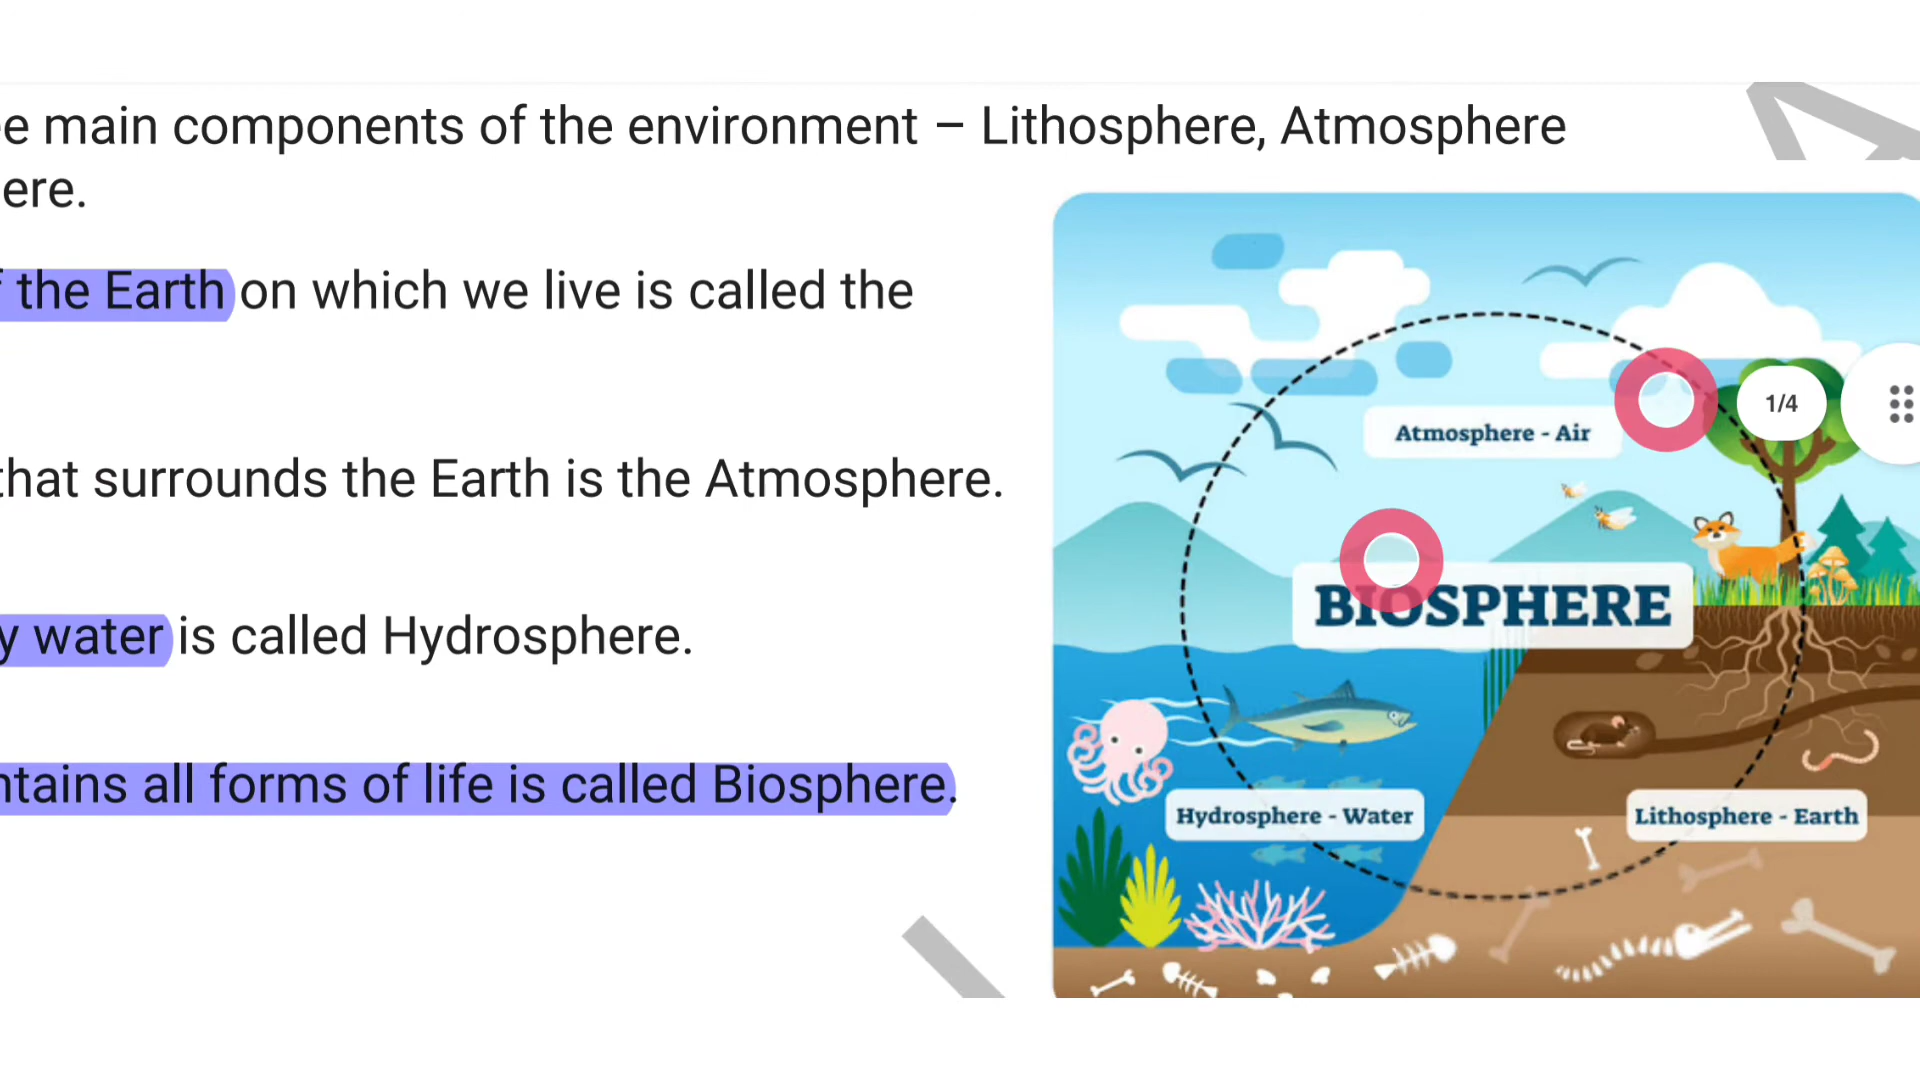 e main components of the environment – Lithosphere, Atmosphere
ere.
the Earth on which we live is called the
that surrounds the Earth is the Atmosphere.
y water is called Hydrosphere.
ntains all forms of life is called Biosphere.
Atmosphere - Air
1/4
BIOSPHERE
Hydrosphere - Water
Lithosphere - Earth